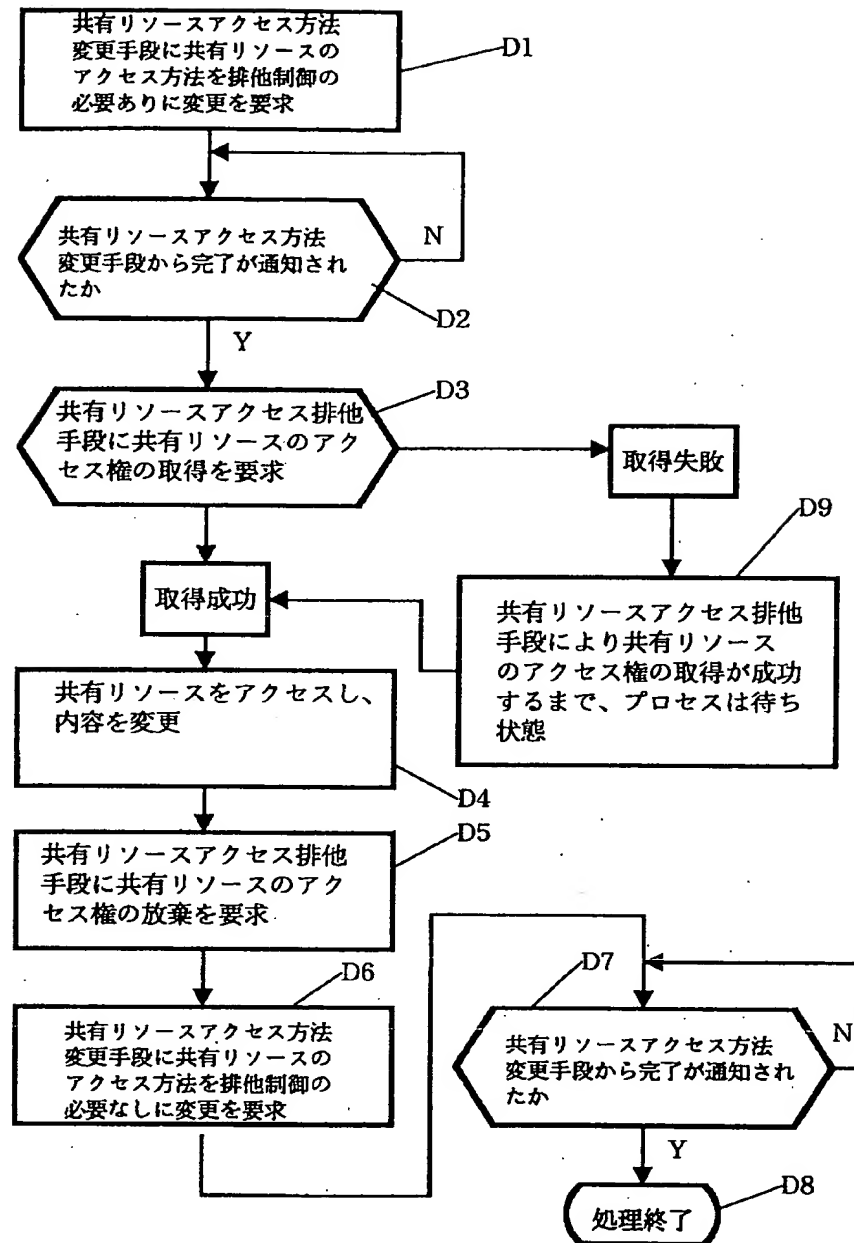 共有リソースアクセス方法
変更手段に共有リソースの
アクセス方法を排他制御の
必要ありに変更を要求
D1
共有リソースアクセス方法
変更手段から完了が通知され
たか
N
D2
Y
D3
共有リソースアクセス排他
手段に共有リソースのアク
セス権の取得を要求
取得失敗
D9
取得成功
共有リソースアクセス排他
手段により共有リソース
のアクセス権の取得が成功
するまで、プロセスは待ち
状態
共有リソースをアクセスし、
内容を変更
D4
D5
共有リソースアクセス排他
手段に共有リソースのアク
セス権の放棄を要求
D6
共有リソースアクセス方法
変更手段に共有リソースの
アクセス方法を排他制御の
必要なしに変更を要求
D7
共有リソースアクセス方法
変更手段から完了が通知され
たか
N
Y
D8
処理終了